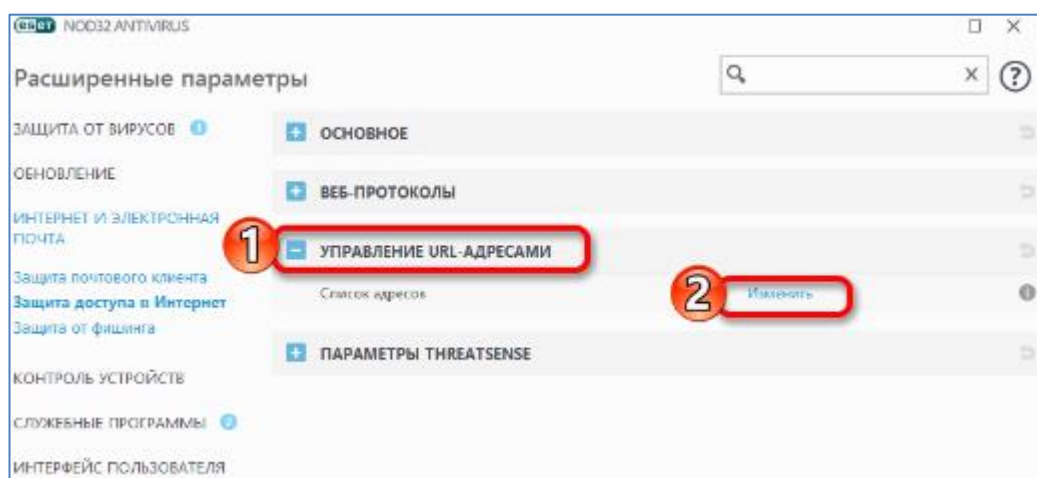 eset NOD32 ANTIVIRUS
Расширенные параметры
ЗАЩИТА ОТ ВИРУСОВ
ОБНОВЛЕНИЕ
ИНТЕРНЕТ И ЭЛЕКТРОННАЯ
ПОЧТА
Защита почтового клиента
Защита доступа в Интернет
Защита от фишинга
КОНТРОЛЬ УСТРОЙСТВ
СЛУЖЕБНЫЕ ПРОГРАММЫ
ИНТЕРФЕЙС ПОЛЬЗОВАТЕЛЯ
ОСНОВНОЕ
ВЕБ-ПРОТОКОЛЫ
1
УПРАВЛЕНИЕ URL-АДРЕСАМИ
Список адресов
2
Изменить
ПАРАМЕТРЫ THREATSENSE